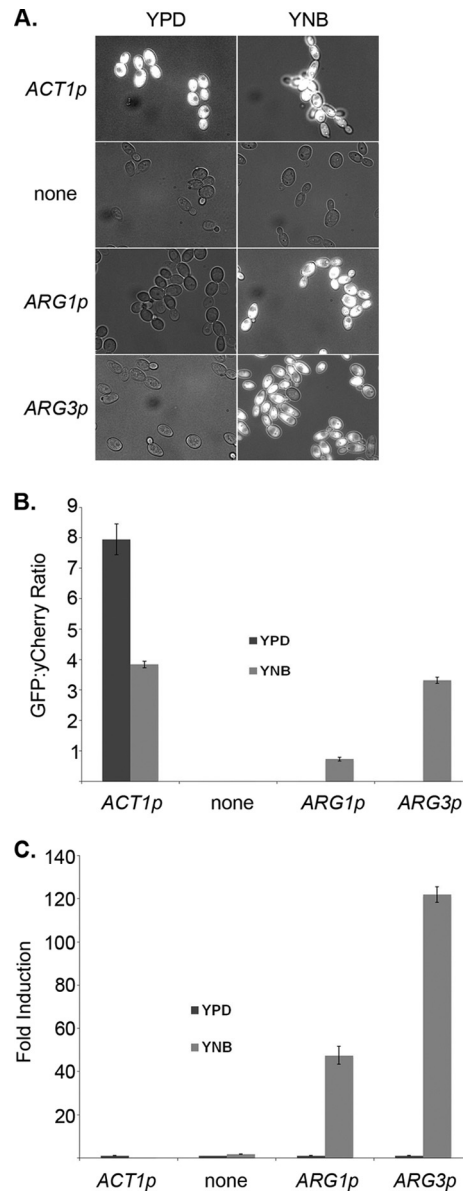 A.
YPD YNB
ACT1p
none
ARG1p
ARG3p
B.
9
8
7
6
5
4
3
2
1
GFP:yCherry Ratio
YPD
YNB
ACT1p none ARG1p ARG3p
C.
140
120
100
80
60
40
20
Fold Induction
YPD
YNB
ACT1p none ARG1p ARG3p